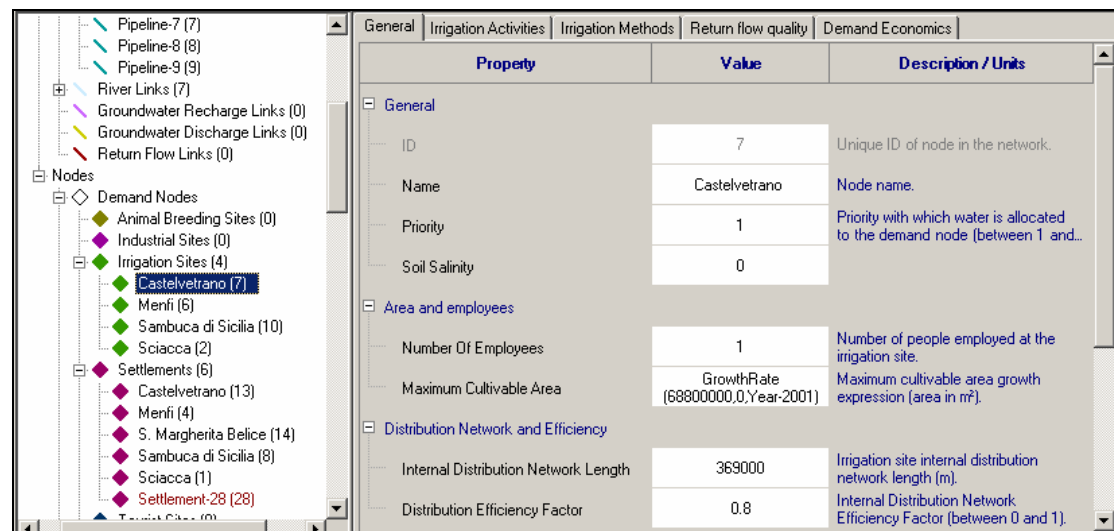 Pipeline-7 (7)
Pipeline-8 (8)
Pipeline-9 (9)
River Links (7)
Groundwater Recharge Links (0)
Groundwater Discharge Links (0)
Return Flow Links (0)
Nodes
Demand Nodes
Animal Breeding Sites (0)
Industrial Sites (0)
Irrigation Sites (4)
Castelvetrano (7)
Menfi (6)
Sambuca di Sicilia (10)
Sciacca (2)
Settlements (6)
Castelvetrano (13)
Menfi (4)
S. Margherita Belice (14)
Sambuca di Sicilia (8)
Sciacca (1)
Settlement-28 (28)
Tourist Sites (0)
General Irrigation Activities Irrigation Methods Return flow quality Demand Economics
Property Value Description / Units
General
ID 7 Unique ID of node in the network.
Name Castelvetrano Node name.
Priority 1 Priority with which water is allocated
to the demand node (between 1 and...
Soil Salinity 0
Area and employees
Number Of Employees 1 Number of people employed at the
irrigation site.
Maximum Cultivable Area GrowthRate
(68800000,0,Year-2001) Maximum cultivable area growth
expression (area in m²).
Distribution Network and Efficiency
Internal Distribution Network Length 369000 Irrigation site internal distribution
network length (m).
Distribution Efficiency Factor 0.8 Internal Distribution Network
Efficiency Factor (between 0 and 1).